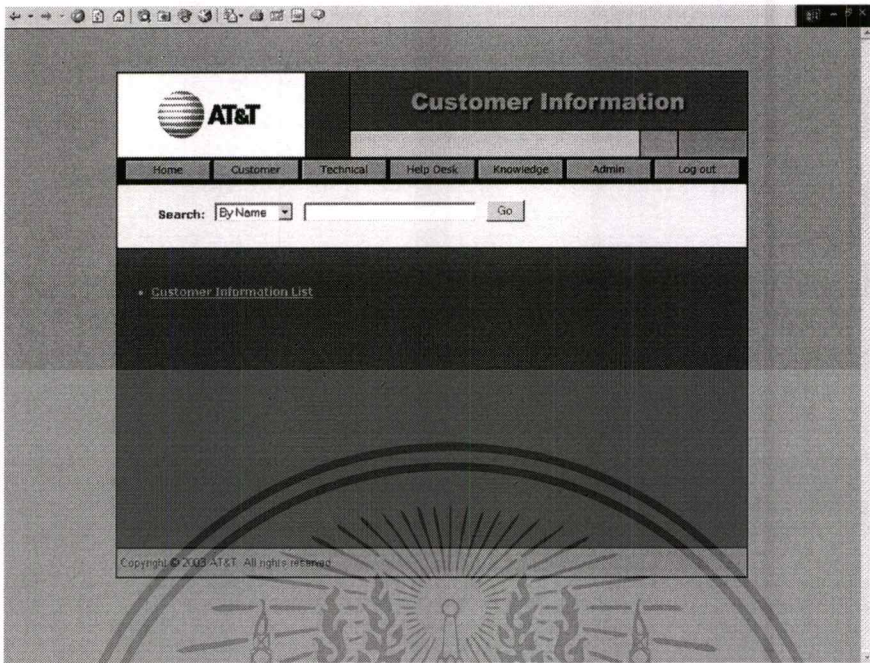 AT&T
Customer Information
Home Customer Technical Help Desk Knowledge Admin Log out
Search: By Name Go
Customer Information List
Copyright © 2003 AT&T. All rights reserved.